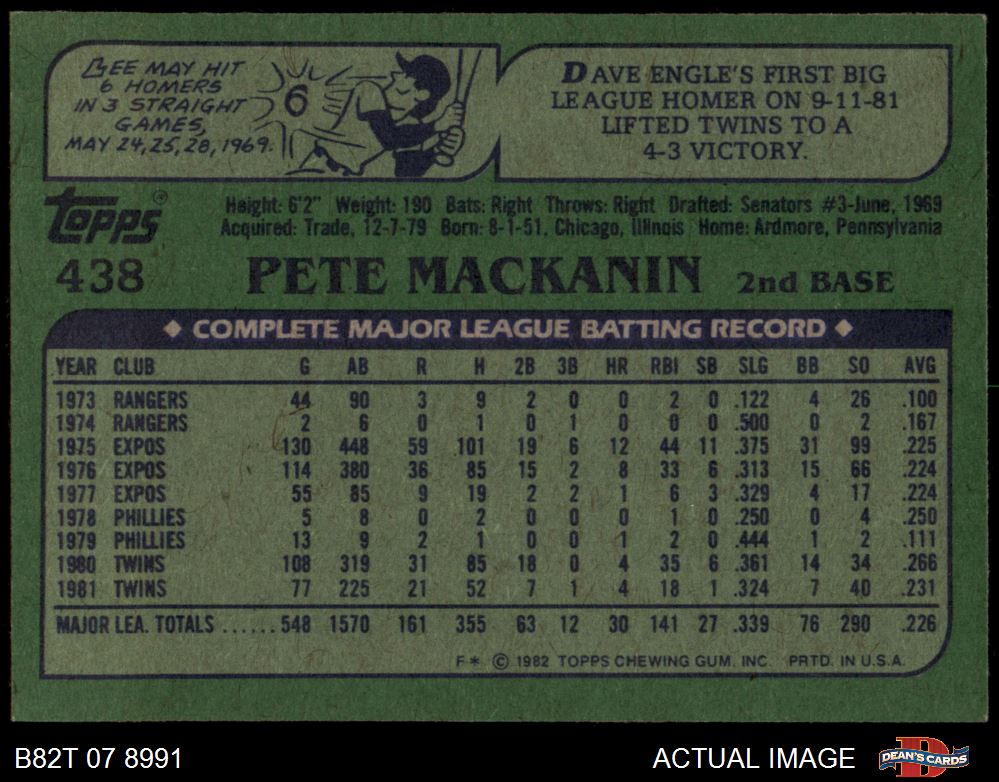 LEE MAY HIT
6 HOMERS
IN 3 STRAIGHT
GAMES,
MAY 24, 25, 28, 1969.
6
DAVE ENGLE'S FIRST BIG
LEAGUE HOMER ON 9-11-81
LIFTED TWINS TO A
4-3 VICTORY.
Topps®
Height: 6'2" Weight: 190 Bats: Right Throws: Right Drafted: Senators #3-June, 1969
Acquired: Trade, 12-7-79 Born: 8-1-51, Chicago, Illinois Home: Ardmore, Pennsylvania
438 PETE MACKANIN 2nd BASE
◆ COMPLETE MAJOR LEAGUE BATTING RECORD ◆
YEAR CLUB G AB R H 2B 3B HR RBI SB SLG BB SO AVG
1973 RANGERS 44 90 3 9 2 0 0 2 0 .122 4 26 .100
1974 RANGERS 2 6 0 1 0 1 0 0 0 .500 0 2 .167
1975 EXPOS 130 448 59 101 19 6 12 44 11 .375 31 99 .225
1976 EXPOS 114 380 36 85 15 2 8 33 6 .313 15 66 .224
1977 EXPOS 55 85 9 19 2 2 1 6 3 .329 4 17 .224
1978 PHILLIES 5 8 0 2 0 0 0 1 0 .250 0 4 .250
1979 PHILLIES 13 9 2 1 0 0 1 2 0 .444 1 2 .111
1980 TWINS 108 319 31 85 18 0 4 35 6 .361 14 34 .266
1981 TWINS 77 225 21 52 7 1 4 18 1 .324 7 40 .231
MAJOR LEA. TOTALS ......548 1570 161 355 63 12 30 141 27 .339 76 290 .226
F* © 1982 TOPPS CHEWING GUM, INC. PRTD. IN U.S.A.
B82T 07 8991 ACTUAL IMAGE DEAN'S CARDS